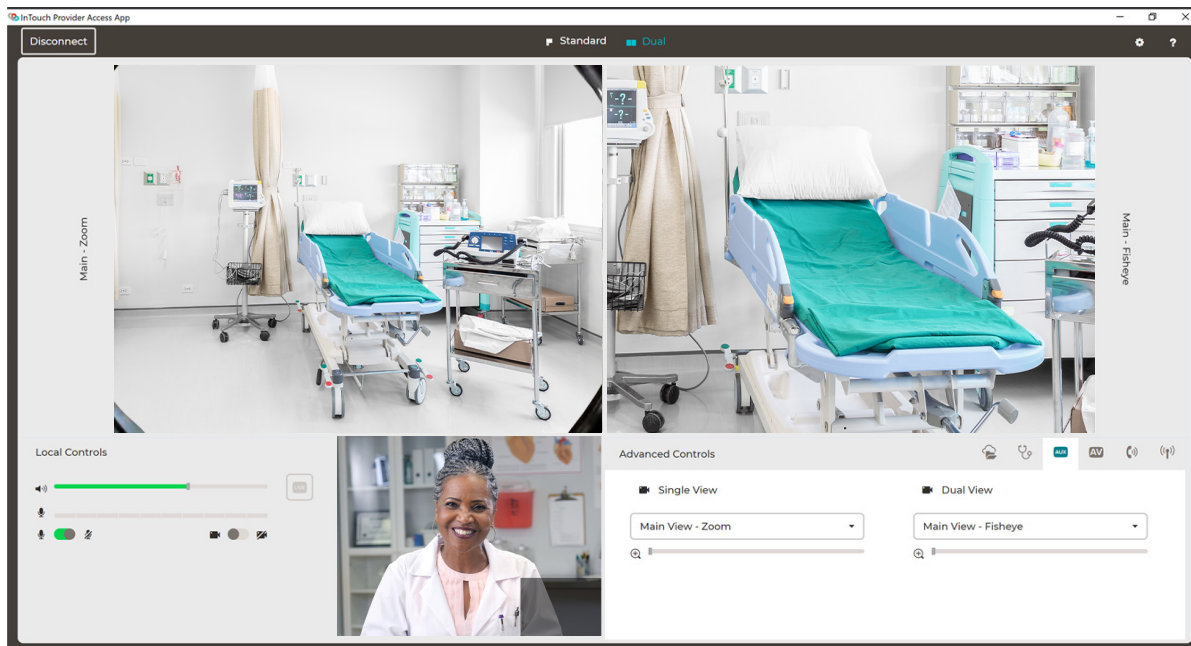 InTouch Provider Access App
Disconnect
Standard
Dual
?
Main - Zoom
-?-
-?-
Main - Fisheye
Local Controls
LIVE
Advanced Controls
AUX
AV
Single View
Dual View
Main View - Zoom
Main View - Fisheye